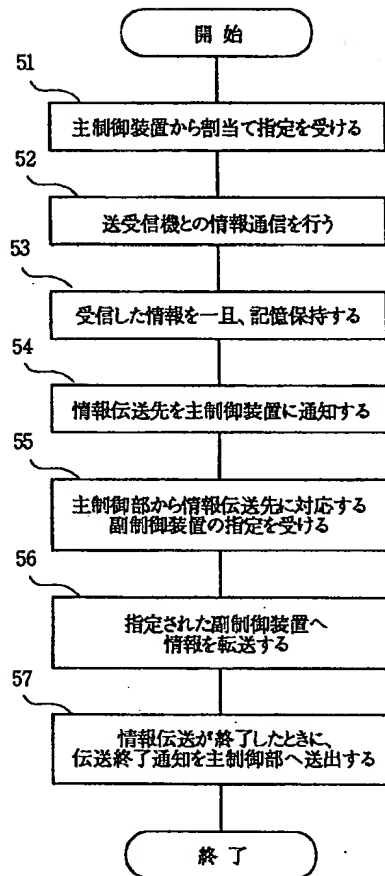 開始
51
主制御装置から割当て指定を受ける
52
送受信機との情報通信を行う
53
受信した情報を一旦、記憶保持する
54
情報伝送先を主制御装置に通知する
55
主制御部から情報伝送先に対応する
副制御装置の指定を受ける
56
指定された副制御装置へ
情報を転送する
57
情報伝送が終了したときに、
伝送終了通知を主制御部へ送出する
終了